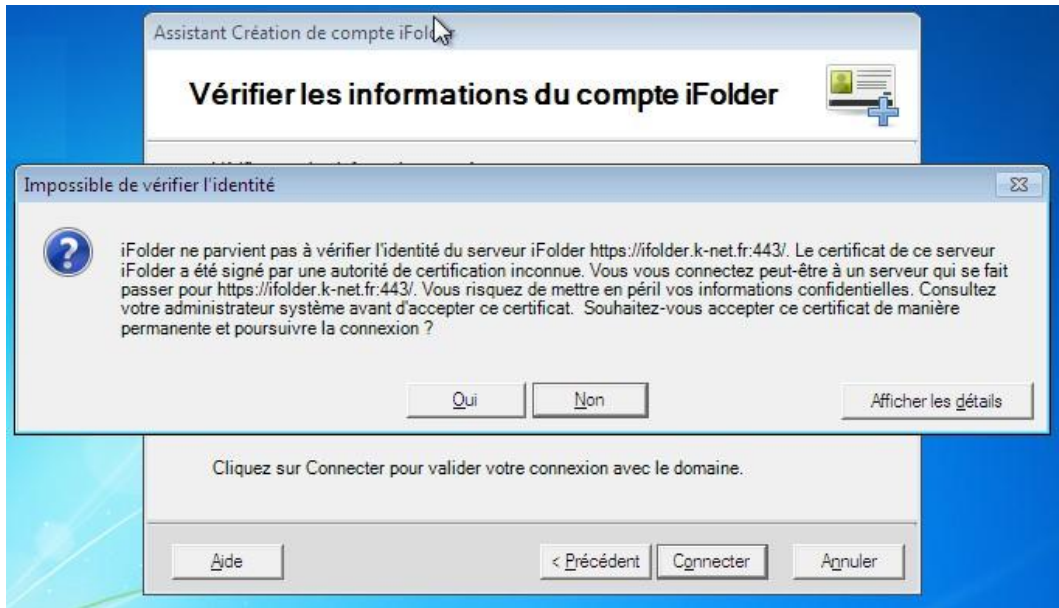 Assistant Création de compte iFolder
Vérifier les informations du compte iFolder
Impossible de vérifier l'identité
iFolder ne parvient pas à vérifier l'identité du serveur iFolder https://ifolder.k-net.fr:443/. Le certificat de ce serveur
iFolder a été signé par une autorité de certification inconnue. Vous vous connectez peut-être à un serveur qui se fait
passer pour https://ifolder.k-net.fr:443/. Vous risquez de mettre en péril vos informations confidentielles. Consultez
votre administrateur système avant d'accepter ce certificat.  Souhaitez-vous accepter ce certificat de manière
permanente et poursuivre la connexion ?
Oui Non Afficher les détails
Cliquez sur Connecter pour valider votre connexion avec le domaine.
Aide < Précédent Connecter Annuler